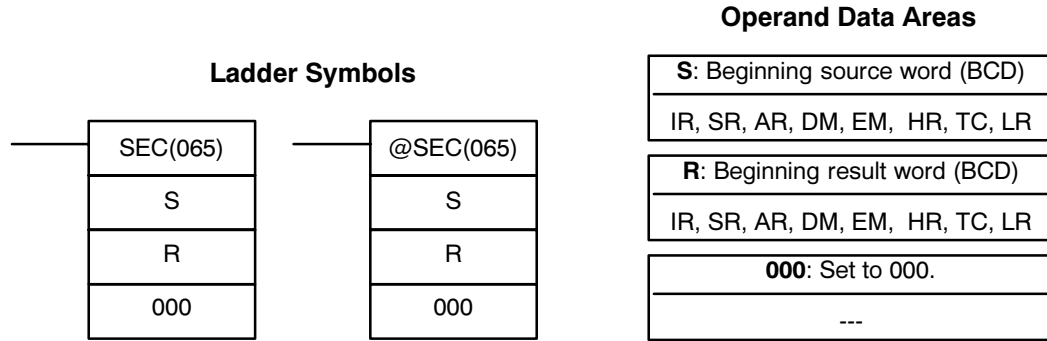 Ladder Symbols
SEC(065)
S
R
000
@SEC(065)
S
R
000
Operand Data Areas
S: Beginning source word (BCD)
IR, SR, AR, DM, EM, HR, TC, LR
R: Beginning result word (BCD)
IR, SR, AR, DM, EM, HR, TC, LR
000: Set to 000.
---